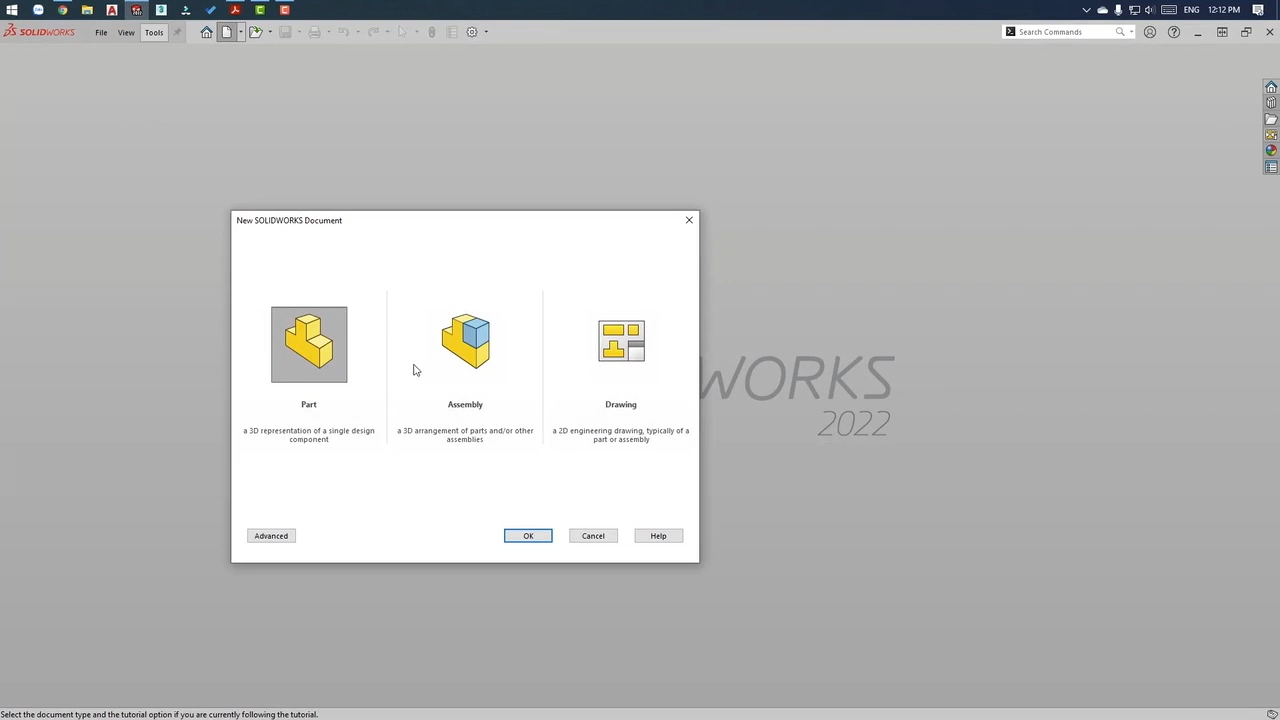 ENG 12:12 PM
SOLIDWORKS File View Tools Search Commands
New SOLIDWORKS Document
Part Assembly Drawing
a 3D representation of a single design component
a 3D arrangement of parts and/or other assemblies
a 2D engineering drawing, typically of a part or assembly
WORKS
2022
Advanced OK Cancel Help
Select the document type and the tutorial option if you are currently following the tutorial.